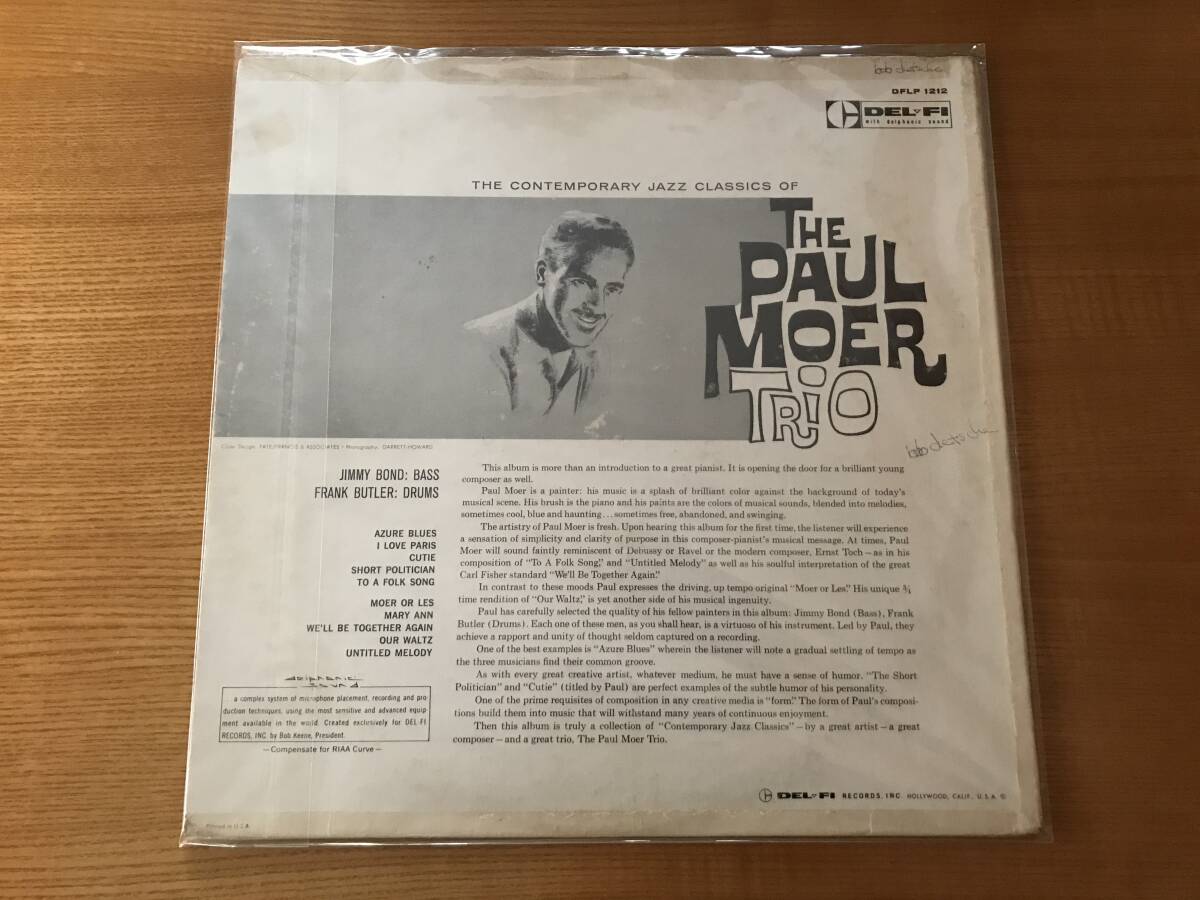 DFLP 1212
DEL-FI
with delphonic sound
THE CONTEMPORARY JAZZ CLASSICS OF
THE
PAUL
MOER
TRIO
Cover Design: FATE/FRANCIS & ASSOCIATES • Photography: GARRETT-HOWARD
JIMMY BOND: BASS
FRANK BUTLER: DRUMS
AZURE BLUES
I LOVE PARIS
CUTIE
SHORT POLITICIAN
TO A FOLK SONG
MOER OR LES
MARY ANN
WE'LL BE TOGETHER AGAIN
OUR WALTZ
UNTITLED MELODY
delphonic
sound
a complex system of microphone placement, recording and pro
duction techniques, using the most sensitive and advanced equip
ment available in the world. Created exclusively for DEL FI
RECORDS, INC. by Bob Keene, President.
—Compensate for RIAA Curve—
This album is more than an introduction to a great pianist. It is opening the door for a brilliant young
composer as well.
Paul Moer is a painter: his music is a splash of brilliant color against the background of today's
musical scene. His brush is the piano and his paints are the colors of musical sounds, blended into melodies,
sometimes cool, blue and haunting...sometimes free, abandoned, and swinging.
The artistry of Paul Moer is fresh. Upon hearing this album for the first time, the listener will experience
a sensation of simplicity and clarity of purpose in this composer-pianist's musical message. At times, Paul
Moer will sound faintly reminiscent of Debussy or Ravel or the modern composer, Ernst Toch—as in his
composition of "To A Folk Song," and "Untitled Melody" as well as his soulful interpretation of the great
Carl Fisher standard "We'll Be Together Again."
In contrast to these moods Paul expresses the driving, up tempo original "Moer or Les." His unique ¾
time rendition of "Our Waltz," is yet another side of his musical ingenuity.
Paul has carefully selected the quality of his fellow painters in this album: Jimmy Bond (Bass), Frank
Butler (Drums). Each one of these men, as you shall hear, is a virtuoso of his instrument. Led by Paul, they
achieve a rapport and unity of thought seldom captured on a recording.
One of the best examples is "Azure Blues" wherein the listener will note a gradual settling of tempo as
the three musicians find their common groove.
As with every great creative artist, whatever medium, he must have a sense of humor. "The Short
Politician" and "Cutie" (titled by Paul) are perfect examples of the subtle humor of his personality.
One of the prime requisites of composition in any creative media is "form." The form of Paul's composi-
tions build them into music that will withstand many years of continuous enjoyment.
Then this album is truly a collection of "Contemporary Jazz Classics"—by a great artist—a great
composer—and a great trio, The Paul Moer Trio.
DEL-FI RECORDS, INC. HOLLYWOOD, CALIF., U.S.A. ©
Printed in U.S.A.